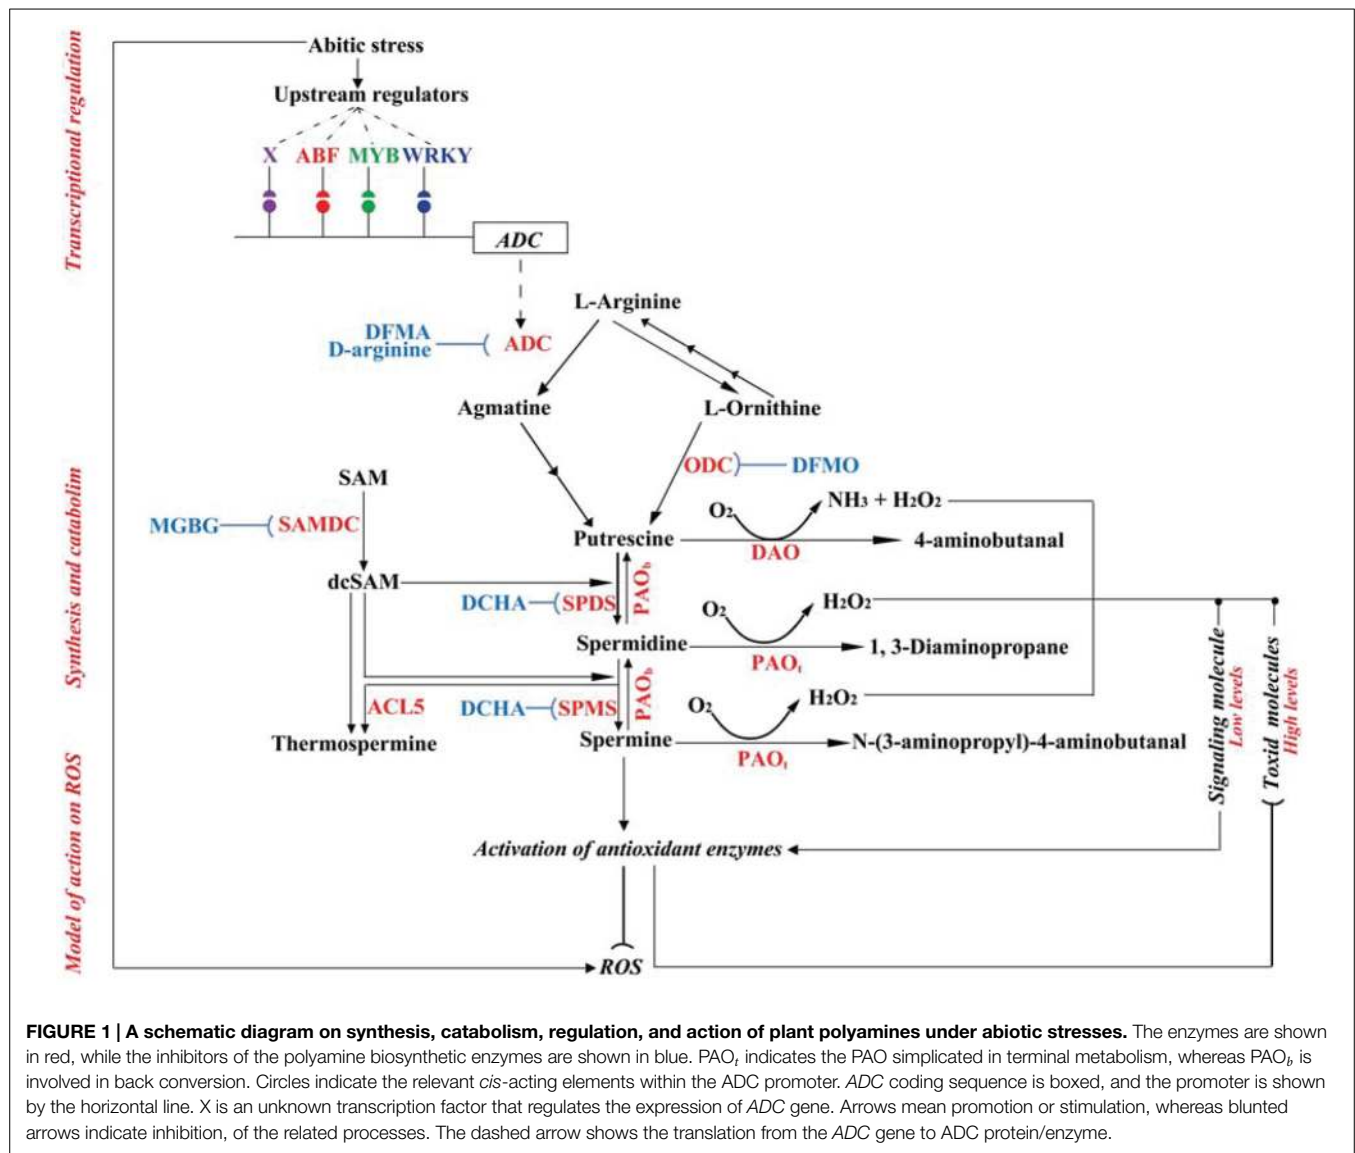 Transcriptional regulation
Synthesis and catabolim
Model of action on ROS
Abitic stress
Upstream regulators
X ABF MYB WRKY
ADC
L-Arginine
DFMA
D-arginine
ADC
Agmatine
L-Ornithine
ODC
DFMO
SAM
MGBG
SAMDC
dcSAM
Putrescine
O2
NH3 + H2O2
DAO
4-aminobutanal
DCHA
SPDS
PAOb
Spermidine
O2
H2O2
PAOt
1, 3-Diaminopropane
ACL5
DCHA
SPMS
PAOb
Thermospermine
Spermine
O2
H2O2
PAOt
N-(3-aminopropyl)-4-aminobutanal
Signaling molecule
Low levels
Toxid molecules
High levels
Activation of antioxidant enzymes
ROS
FIGURE 1 | A schematic diagram on synthesis, catabolism, regulation, and action of plant polyamines under abiotic stresses. The enzymes are shown
in red, while the inhibitors of the polyamine biosynthetic enzymes are shown in blue. PAOt indicates the PAO simplicated in terminal metabolism, whereas PAOb is
involved in back conversion. Circles indicate the relevant cis-acting elements within the ADC promoter. ADC coding sequence is boxed, and the promoter is shown
by the horizontal line. X is an unknown transcription factor that regulates the expression of ADC gene. Arrows mean promotion or stimulation, whereas blunted
arrows indicate inhibition, of the related processes. The dashed arrow shows the translation from the ADC gene to ADC protein/enzyme.